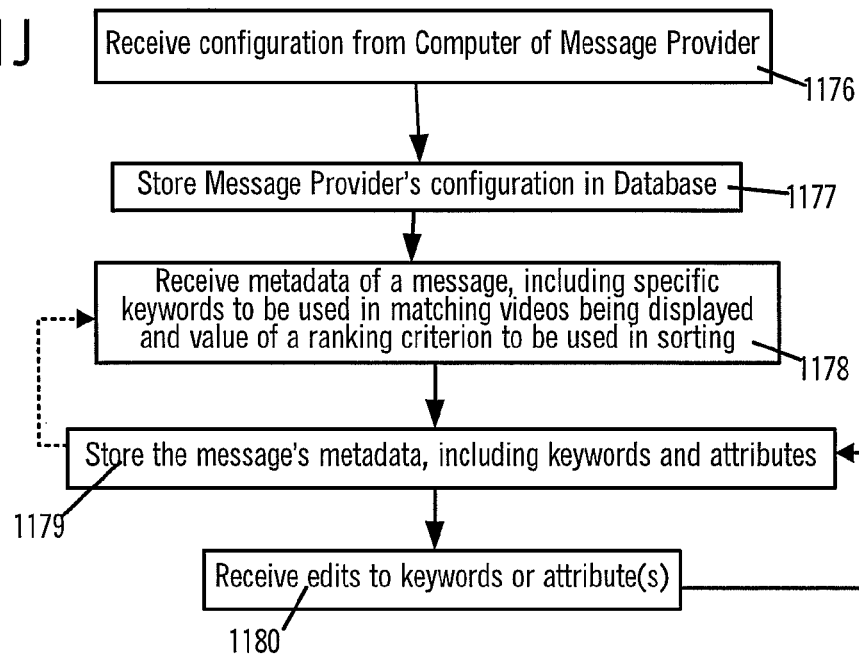 1J
Receive configuration from Computer of Message Provider
1176
Store Message Provider's configuration in Database
1177
Receive metadata of a message, including specific
keywords to be used in matching videos being displayed
and value of a ranking criterion to be used in sorting
1178
Store the message's metadata, including keywords and attributes
1179
Receive edits to keywords or attribute(s)
1180